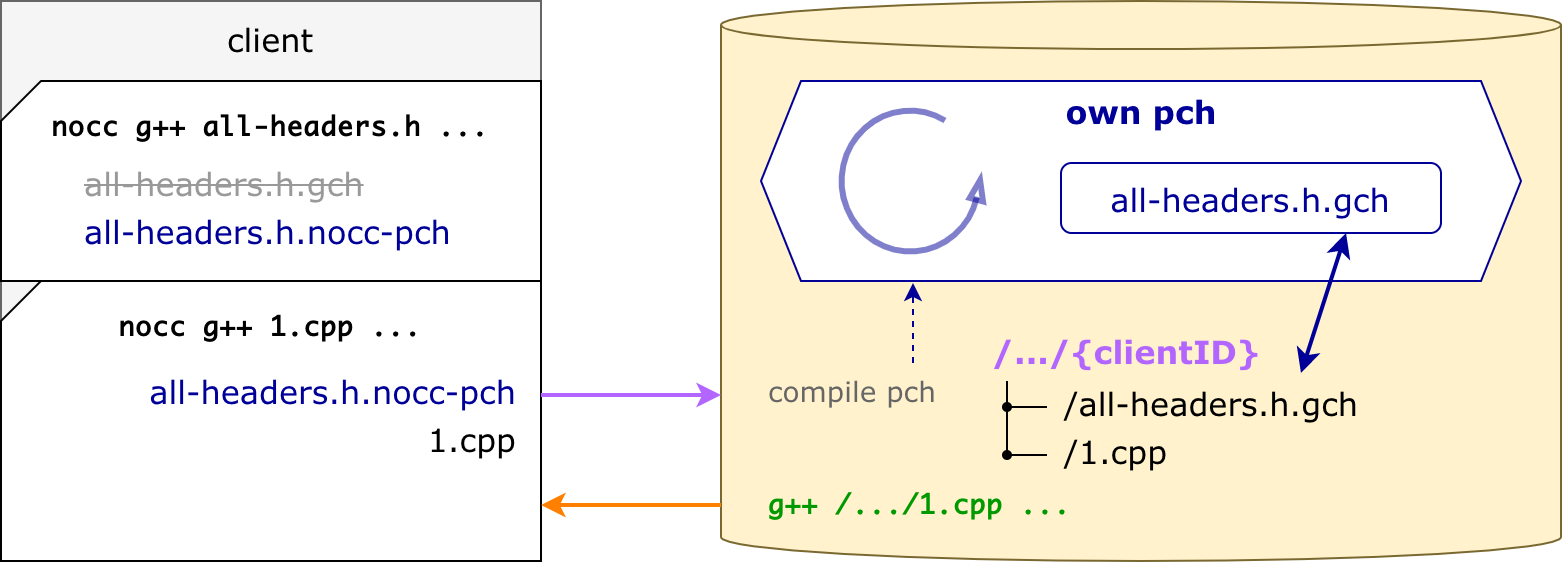 client
nocc g++ all-headers.h ...
all-headers.h.gch
all-headers.h.nocc-pch
nocc g++ 1.cpp ...
all-headers.h.nocc-pch
1.cpp
own pch
all-headers.h.gch
compile pch
/.../{clientID}
/all-headers.h.gch
/1.cpp
g++ /.../1.cpp ...